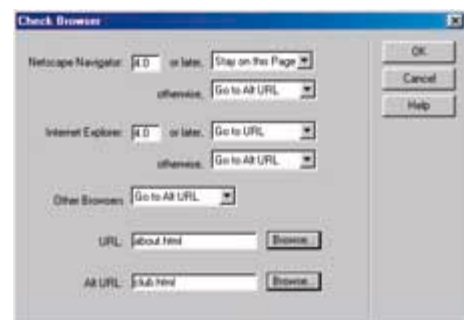 Check Browser
Netscape Navigator: 4.0 or later, Stay on this Page
otherwise, Go to Alt URL
Internet Explorer: 4.0 or later, Go to URL
otherwise, Go to Alt URL
Other Browsers: Go to Alt URL
URL: about.html Browse...
Alt URL: club.html Browse...
OK
Cancel
Help